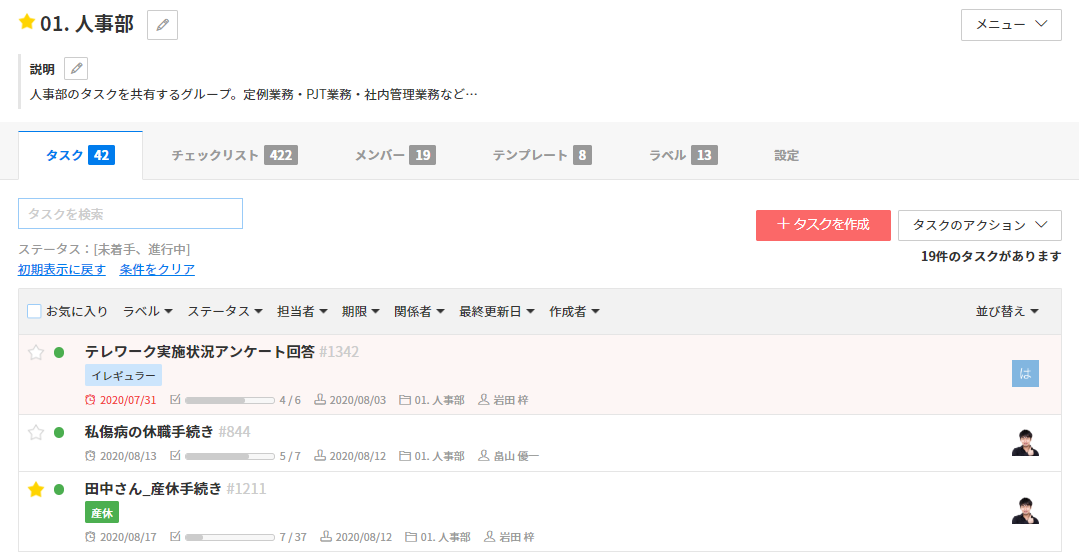 01. 人事部
メニュー
説明
人事部のタスクを共有するグループ。定例業務・PJT業務・社内管理業務など…
タスク 42 チェックリスト 422 メンバー 19 テンプレート 8 ラベル 13 設定
タスクを検索
＋ タスクを作成 タスクのアクション
ステータス：[未着手、進行中]
19件のタスクがあります
初期表示に戻す 条件をクリア
お気に入り ラベル ステータス 担当者 期限 関係者 最終更新日 作成者 並び替え
テレワーク実施状況アンケート回答 #1342
イレギュラー
は
2020/07/31 4 / 6 2020/08/03 01. 人事部 岩田 梓
私傷病の休職手続き #844
2020/08/13 5 / 7 2020/08/12 01. 人事部 畠山 優一
田中さん_産休手続き #1211
産休
2020/08/17 7 / 37 2020/08/12 01. 人事部 岩田 梓